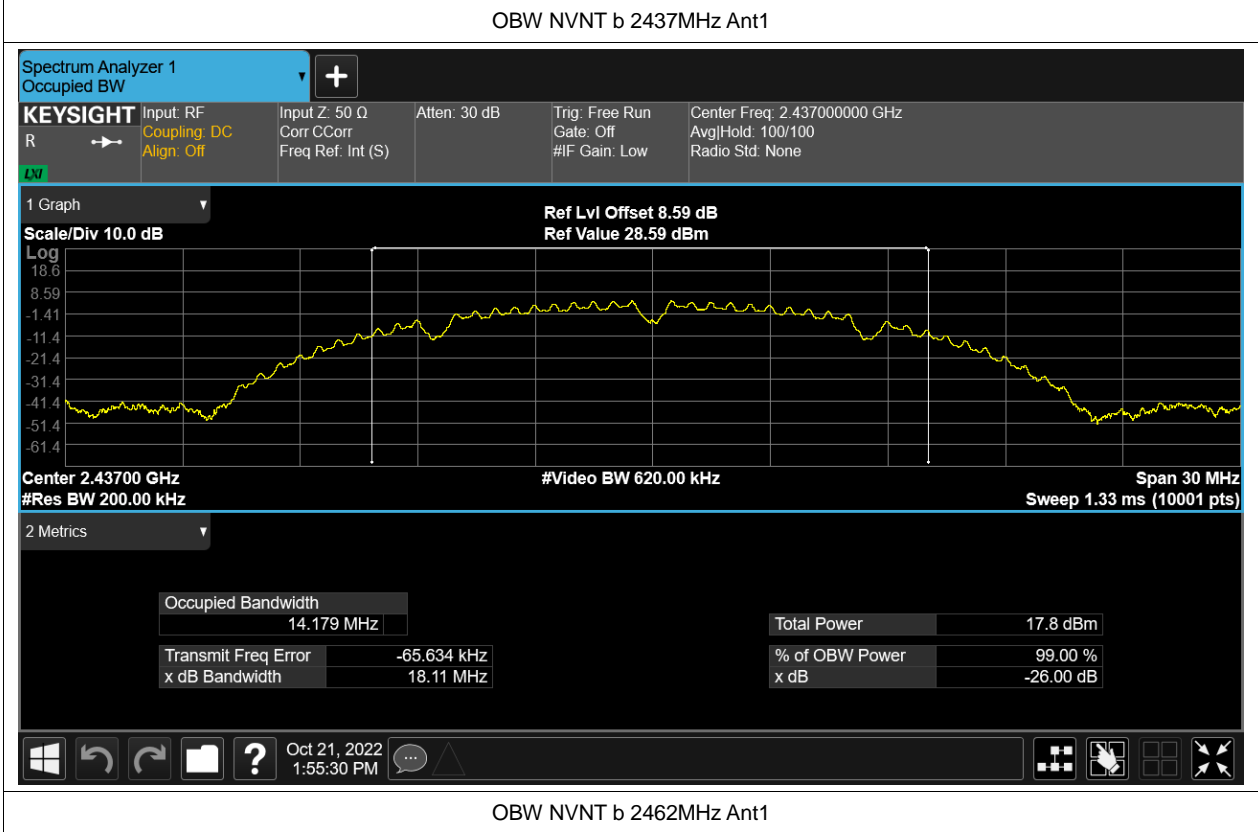 OBW NVNT b 2437MHz Ant1
Spectrum Analyzer 1
Occupied BW
KEYSIGHT
R
LXI
Input: RF
Coupling: DC
Align: Off
Input Z: 50 Ω
Corr CCorr
Freq Ref: Int (S)
Atten: 30 dB
Trig: Free Run
Gate: Off
#IF Gain: Low
Center Freq: 2.437000000 GHz
Avg|Hold: 100/100
Radio Std: None
1 Graph
Scale/Div 10.0 dB
Ref Lvl Offset 8.59 dB
Ref Value 28.59 dBm
Log
18.6
8.59
-1.41
-11.4
-21.4
-31.4
-41.4
-51.4
-61.4
Center 2.43700 GHz
#Video BW 620.00 kHz
Span 30 MHz
#Res BW 200.00 kHz
Sweep 1.33 ms (10001 pts)
2 Metrics
Occupied Bandwidth
14.179 MHz
Total Power 17.8 dBm
Transmit Freq Error -65.634 kHz
% of OBW Power 99.00 %
x dB Bandwidth 18.11 MHz
x dB -26.00 dB
?
Oct 21, 2022
1:55:30 PM
OBW NVNT b 2462MHz Ant1